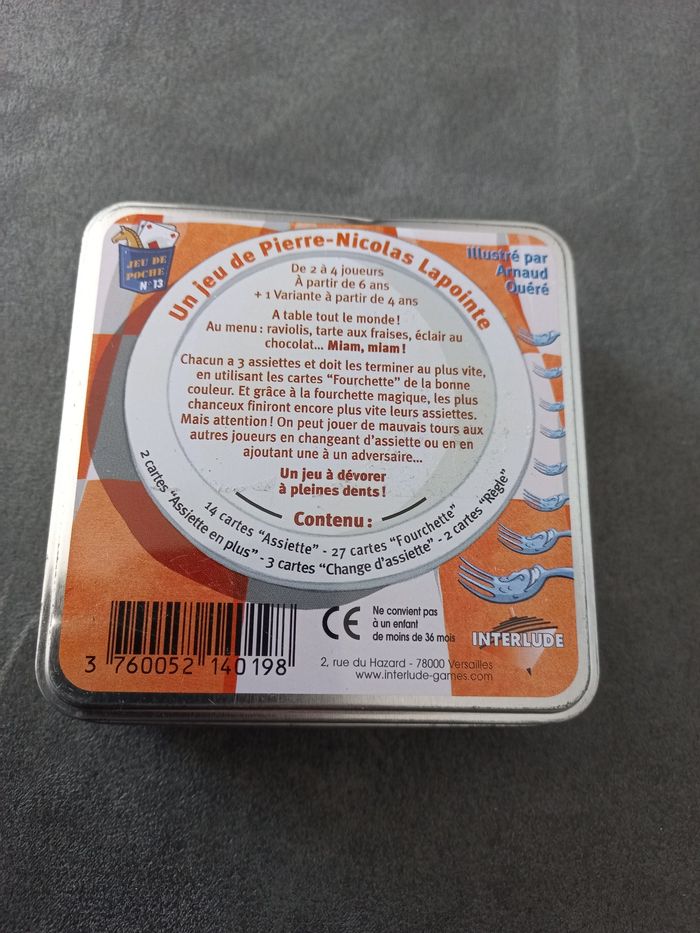 JEU DE
POCHE
N° 13
Un jeu de Pierre-Nicolas Lapointe
Illustré par
Arnaud
Quéré
De 2 à 4 joueurs
À partir de 6 ans
+ 1 Variante à partir de 4 ans
A table tout le monde !
Au menu : raviolis, tarte aux fraises, éclair au
chocolat... Miam, miam !
Chacun a 3 assiettes et doit les terminer au plus vite,
en utilisant les cartes "Fourchette" de la bonne
couleur. Et grâce à la fourchette magique, les plus
chanceux finiront encore plus vite leurs assiettes.
Mais attention ! On peut jouer de mauvais tours aux
autres joueurs en changeant d'assiette ou en en
ajoutant une à un adversaire...
Un jeu à dévorer
à pleines dents !
Contenu :
14 cartes "Assiette" - 27 cartes "Fourchette"
2 cartes "Assiette en plus" - 3 cartes "Change d'assiette" - 2 cartes "Règle"
3 760052 140198
CE
Ne convient pas
à un enfant
de moins de 36 mois
INTERLUDE
2, rue du Hazard - 78000 Versailles
www.interlude-games.com